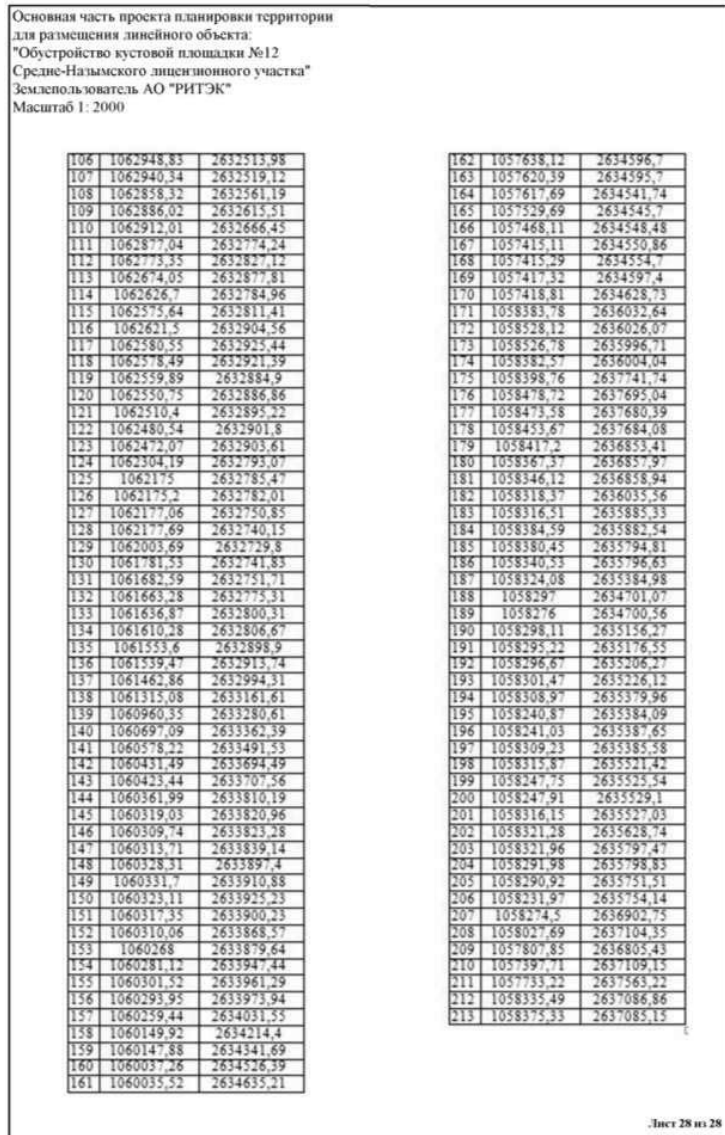 Основная часть проекта планировки территории
для размещения линейного объекта:
"Обустройство кустовой площадки №12
Средне-Назымского лицензионного участка"
Землепользователь АО "РИТЭК"
Масштаб 1: 2000
106 1062948,83 2632513,98
107 1062940,34 2632519,12
108 1062858,32 2632561,19
109 1062886,02 2632615,51
110 1062912,01 2632666,45
111 1062877,04 2632774,24
112 1062773,35 2632827,12
113 1062674,05 2632877,81
114 1062626,7 2632784,96
115 1062575,64 2632811,41
116 1062621,5 2632904,56
117 1062580,55 2632925,44
118 1062578,49 2632921,39
119 1062559,89 2632884,9
120 1062550,75 2632886,86
121 1062510,4 2632895,22
122 1062480,54 2632901,8
123 1062472,07 2632903,61
124 1062304,19 2632793,07
125 1062175 2632785,47
126 1062175,2 2632782,01
127 1062177,06 2632750,85
128 1062177,69 2632740,15
129 1062003,69 2632729,8
130 1061781,53 2632741,83
131 1061682,59 2632751,71
132 1061663,28 2632775,31
133 1061636,87 2632800,31
134 1061610,28 2632806,67
135 1061553,6 2632898,9
136 1061539,47 2632913,74
137 1061462,86 2632994,31
138 1061315,08 2633161,61
139 1060960,35 2633280,61
140 1060697,09 2633362,39
141 1060578,22 2633491,53
142 1060431,49 2633694,49
143 1060423,44 2633707,56
144 1060361,99 2633810,19
145 1060319,03 2633820,96
146 1060309,74 2633823,28
147 1060313,71 2633839,14
148 1060328,31 2633897,4
149 1060331,7 2633910,88
150 1060323,11 2633925,23
151 1060317,35 2633900,23
152 1060310,06 2633868,57
153 1060268 2633879,64
154 1060281,12 2633947,44
155 1060301,52 2633961,29
156 1060293,95 2633973,94
157 1060259,44 2634031,55
158 1060149,92 2634214,4
159 1060147,88 2634341,69
160 1060037,26 2634526,39
161 1060035,52 2634635,21
162 1057638,12 2634596,7
163 1057620,39 2634595,7
164 1057617,69 2634541,74
165 1057529,69 2634545,7
166 1057468,11 2634548,48
167 1057415,11 2634550,86
168 1057415,29 2634554,7
169 1057417,32 2634597,4
170 1057418,81 2634628,73
171 1058383,78 2636032,64
172 1058528,12 2636026,07
173 1058526,78 2635996,71
174 1058382,57 2636004,04
175 1058398,76 2637741,74
176 1058478,72 2637695,04
177 1058473,58 2637680,39
178 1058453,67 2637684,08
179 1058417,2 2636853,41
180 1058367,37 2636857,97
181 1058346,12 2636858,94
182 1058318,37 2636035,56
183 1058316,51 2635885,33
184 1058384,59 2635882,54
185 1058380,45 2635794,81
186 1058340,53 2635796,63
187 1058324,08 2635384,98
188 1058297 2634701,07
189 1058276 2634700,56
190 1058298,11 2635156,27
191 1058295,22 2635176,55
192 1058296,67 2635206,27
193 1058301,47 2635226,12
194 1058308,97 2635379,96
195 1058240,87 2635384,09
196 1058241,03 2635387,65
197 1058309,23 2635385,58
198 1058315,87 2635521,42
199 1058247,75 2635525,54
200 1058247,91 2635529,1
201 1058316,15 2635527,03
202 1058321,28 2635628,74
203 1058321,96 2635797,47
204 1058291,98 2635798,83
205 1058290,92 2635751,51
206 1058231,97 2635754,14
207 1058274,5 2636902,75
208 1058027,69 2637104,35
209 1057807,85 2636805,43
210 1057397,71 2637109,15
211 1057733,22 2637563,22
212 1058335,49 2637086,86
213 1058375,33 2637085,15
Лист 28 из 28